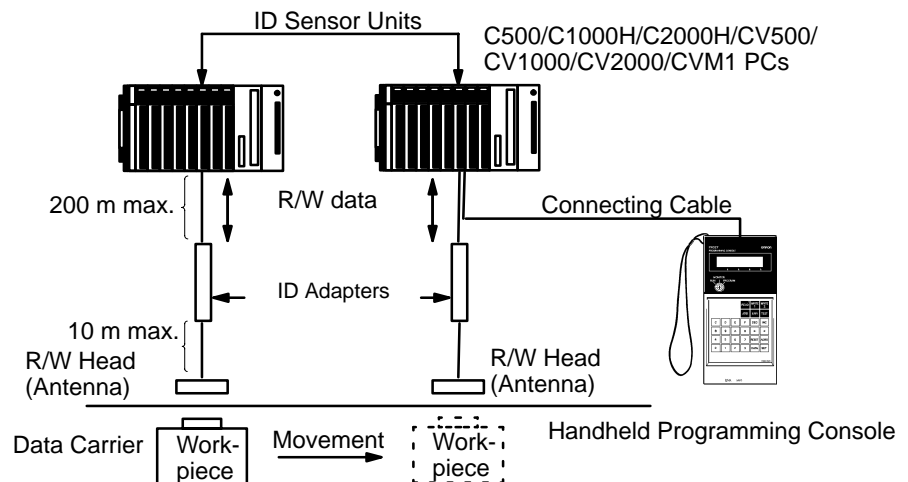 ID Sensor Units
C500/C1000H/C2000H/CV500/
CV1000/CV2000/CVM1 PCs
200 m max.
R/W data
Connecting Cable
ID Adapters
10 m max.
R/W Head
(Antenna)
R/W Head
(Antenna)
Data Carrier
Work-
piece
Movement
Work-
piece
Handheld Programming Console